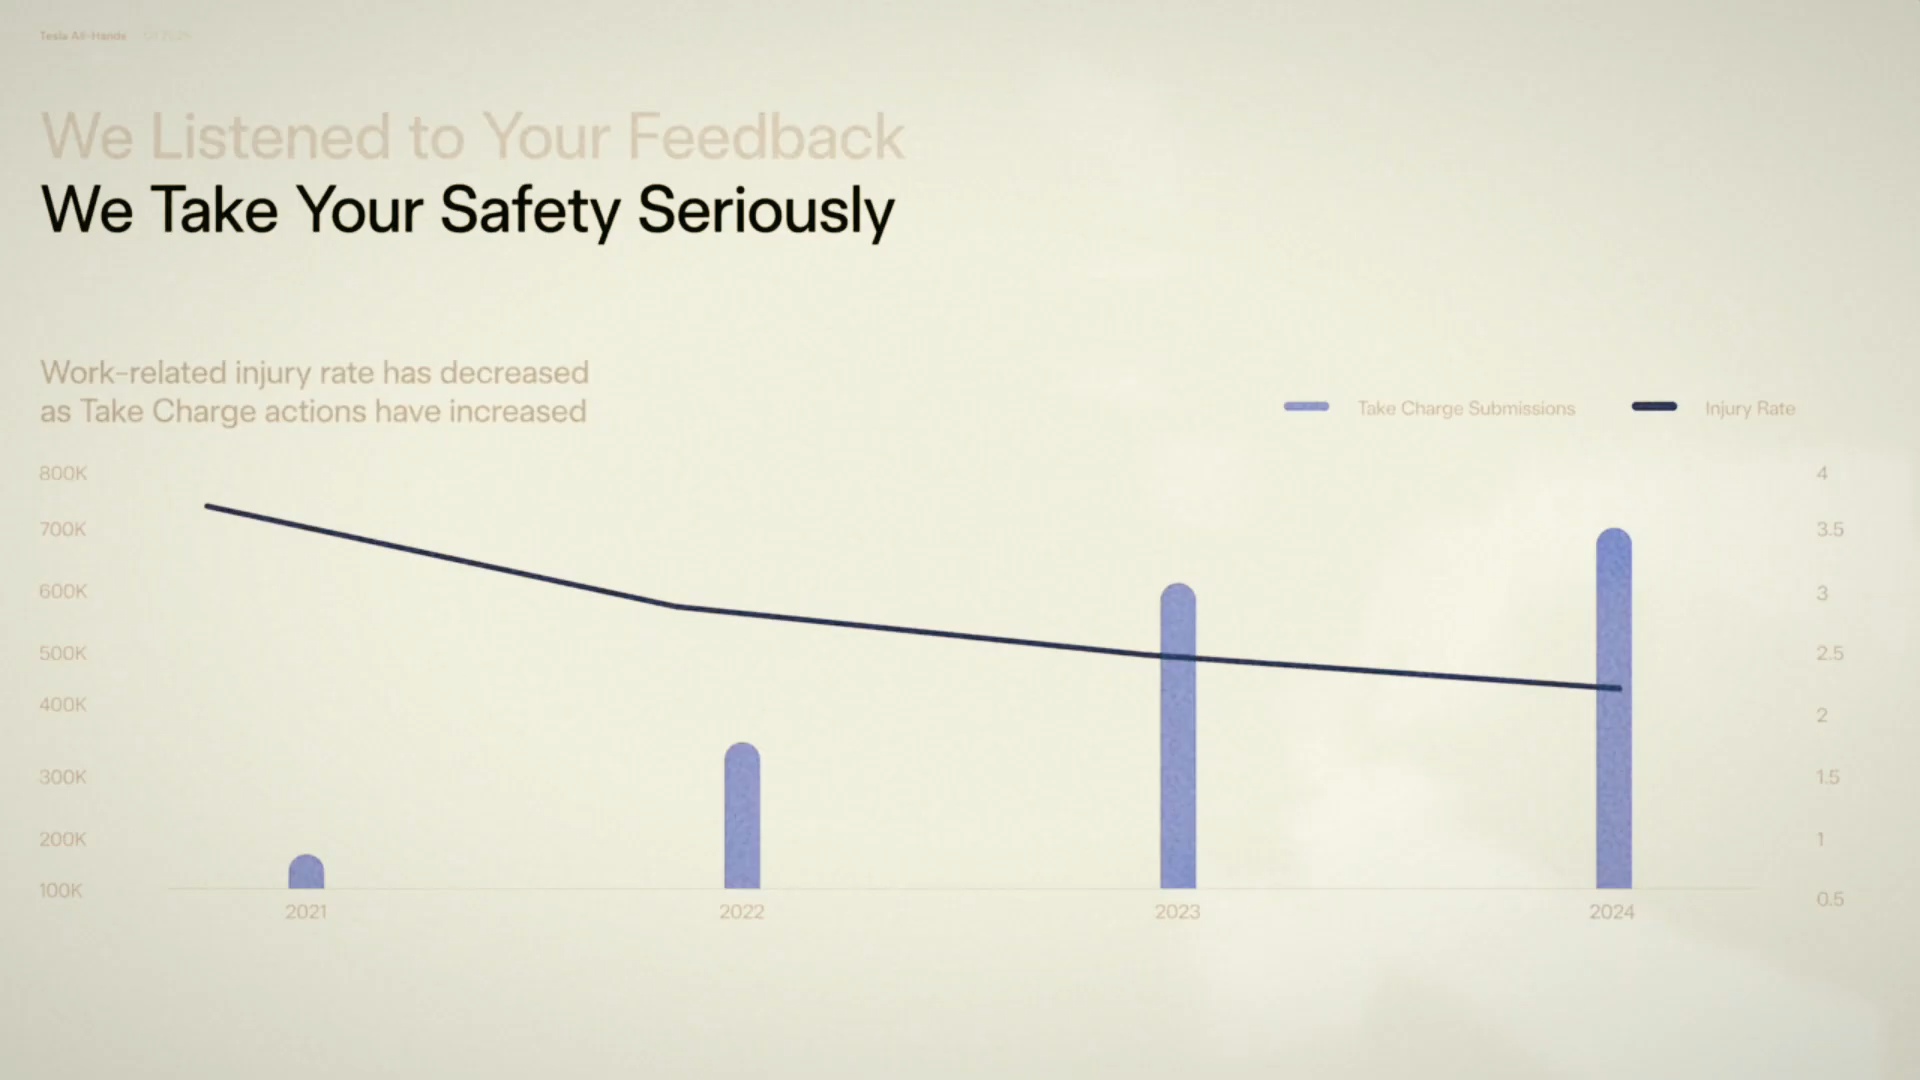 Tesla All-Hands
We Listened to Your Feedback
We Take Your Safety Seriously
Work-related injury rate has decreased
as Take Charge actions have increased
Take Charge Submissions Injury Rate
800K 4
700K 3.5
600K 3
500K 2.5
400K 2
300K 1.5
200K 1
100K 0.5
2021 2022 2023 2024